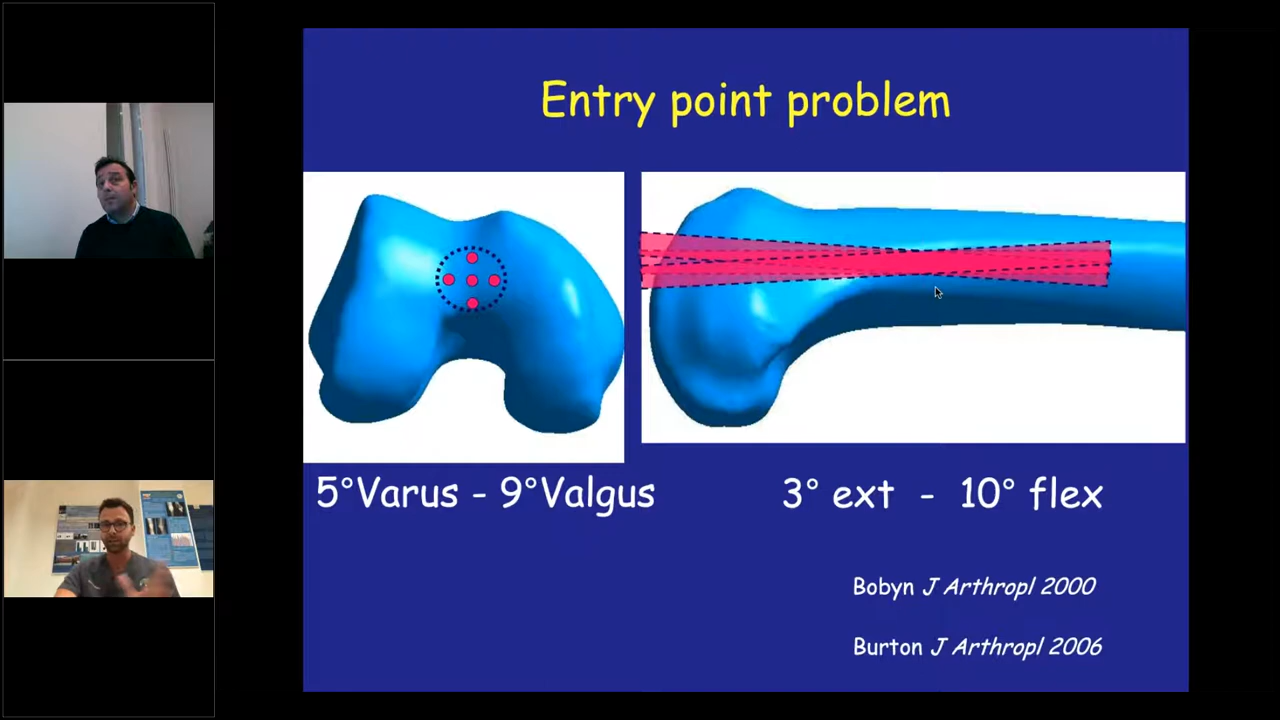 Entry point problem
5°Varus - 9°Valgus
3° ext - 10° flex
Bobyn J Arthropl 2000
Burton J Arthropl 2006